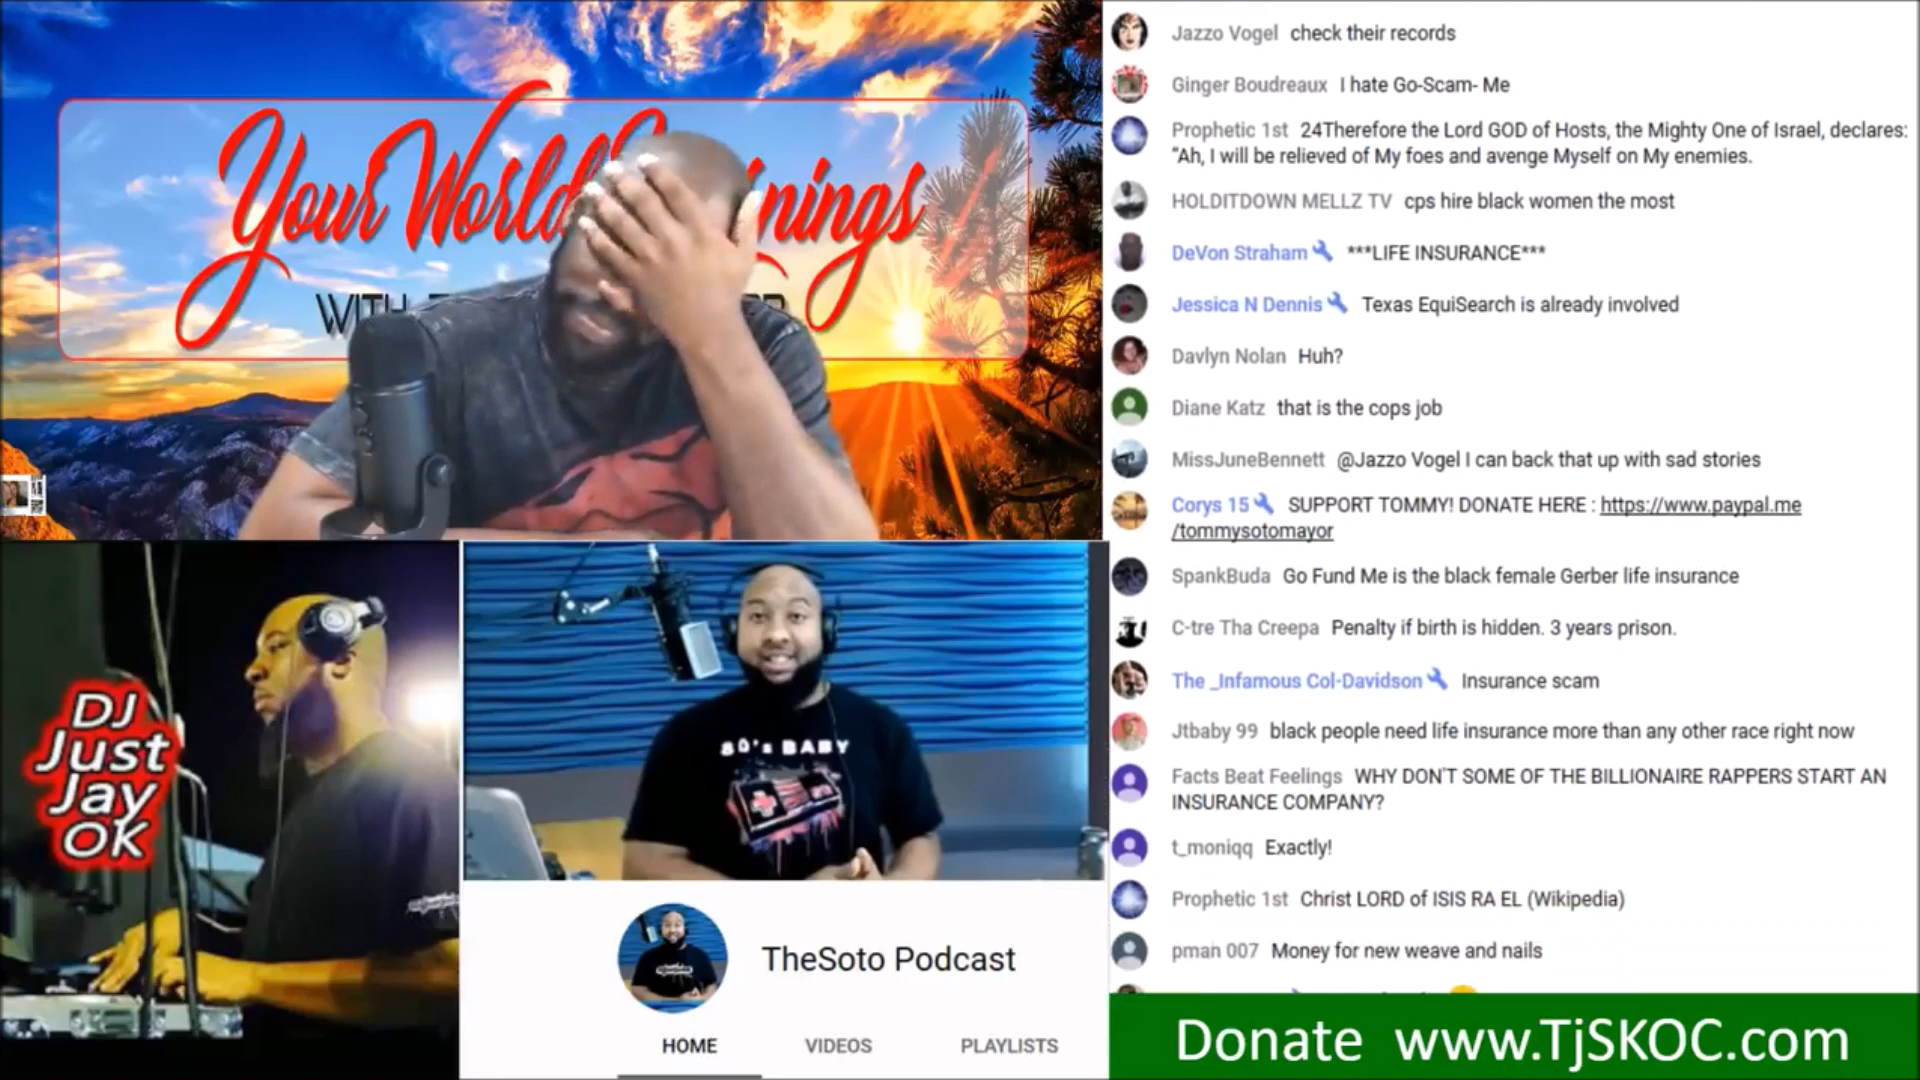 Your World
nings
WITH
DJ
Just
Jay
OK
80's BABY
TheSoto Podcast
HOME
VIDEOS
PLAYLISTS
Jazzo Vogel check their records
Ginger Boudreaux I hate Go-Scam- Me
Prophetic 1st 24Therefore the Lord GOD of Hosts, the Mighty One of Israel, declares:
“Ah, I will be relieved of My foes and avenge Myself on My enemies.
HOLDITDOWN MELLZ TV cps hire black women the most
DeVon Straham ***LIFE INSURANCE***
Jessica N Dennis Texas EquiSearch is already involved
Davlyn Nolan Huh?
Diane Katz that is the cops job
MissJuneBennett @Jazzo Vogel I can back that up with sad stories
Corys 15 SUPPORT TOMMY! DONATE HERE : https://www.paypal.me
/tommysotomayor
SpankBuda Go Fund Me is the black female Gerber life insurance
C-tre Tha Creepa Penalty if birth is hidden. 3 years prison.
The _Infamous Col-Davidson Insurance scam
Jtbaby 99 black people need life insurance more than any other race right now
Facts Beat Feelings WHY DON'T SOME OF THE BILLIONAIRE RAPPERS START AN
INSURANCE COMPANY?
t_moniqq Exactly!
Prophetic 1st Christ LORD of ISIS RA EL (Wikipedia)
pman 007 Money for new weave and nails
Donate www.TjSKOC.com